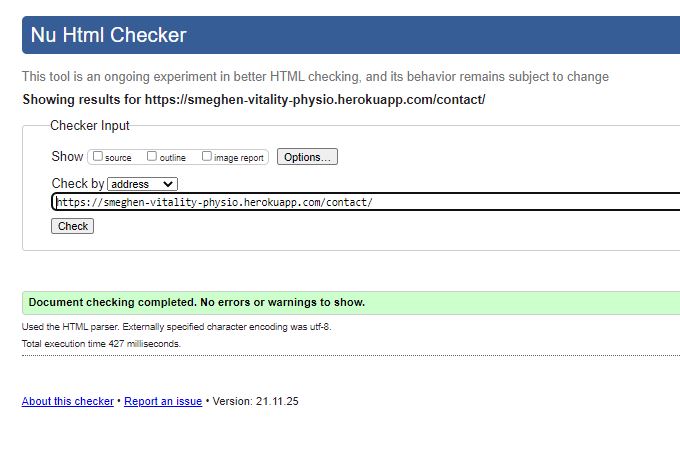 Nu Html Checker
This tool is an ongoing experiment in better HTML checking, and its behavior remains subject to change
Showing results for https://smeghen-vitality-physio.herokuapp.com/contact/
Checker Input
Show source outline image report Options...
Check by address
https://smeghen-vitality-physio.herokuapp.com/contact/
Check
Document checking completed. No errors or warnings to show.
Used the HTML parser. Externally specified character encoding was utf-8.
Total execution time 427 milliseconds.
About this checker • Report an issue • Version: 21.11.25